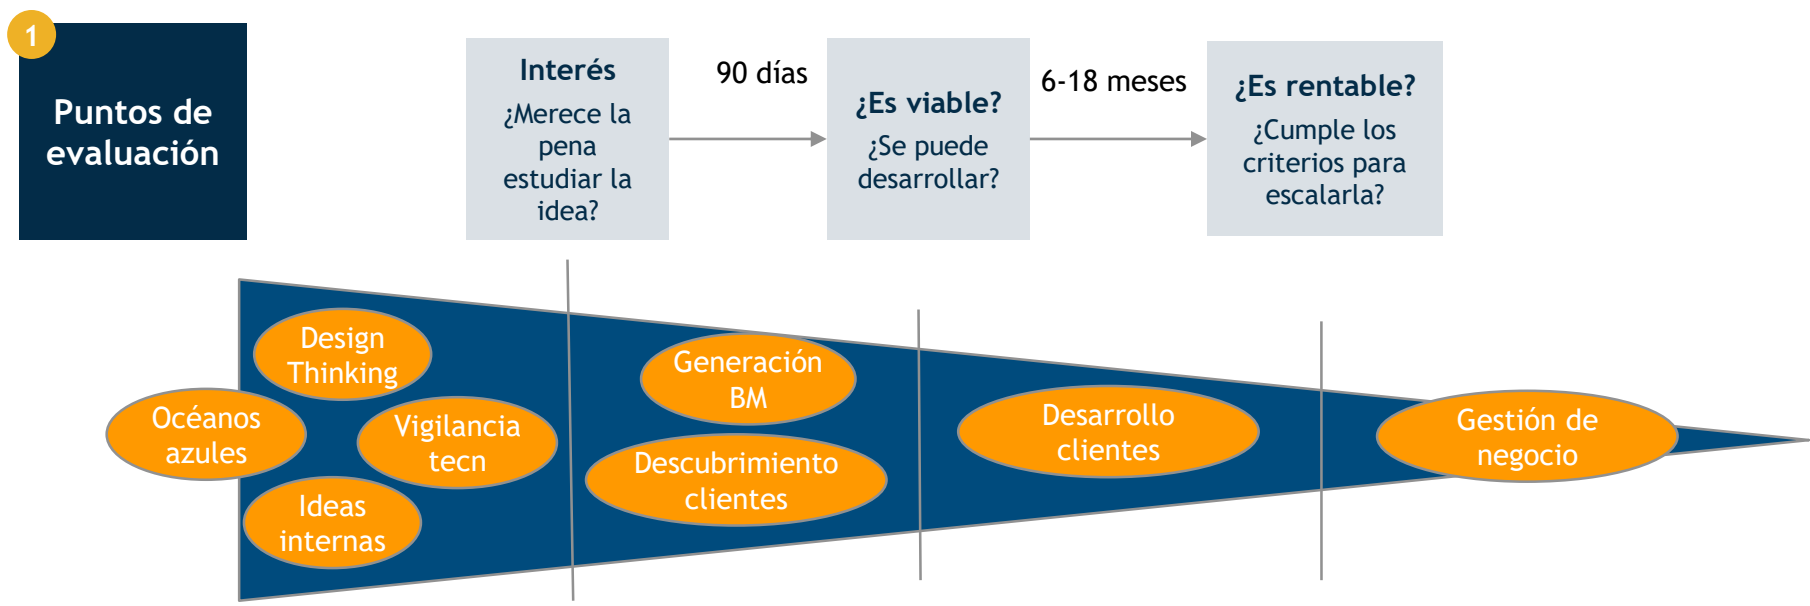 1
Puntos de
evaluación
Interés
¿Merece la
pena
estudiar la
idea?
90 días
¿Es viable?
¿Se puede
desarrollar?
6-18 meses
¿Es rentable?
¿Cumple los
criterios para
escalarla?
Design
Thinking
Océanos
azules
Vigilancia
tecn
Ideas
internas
Generación
BM
Descubrimiento
clientes
Desarrollo
clientes
Gestión de
negocio